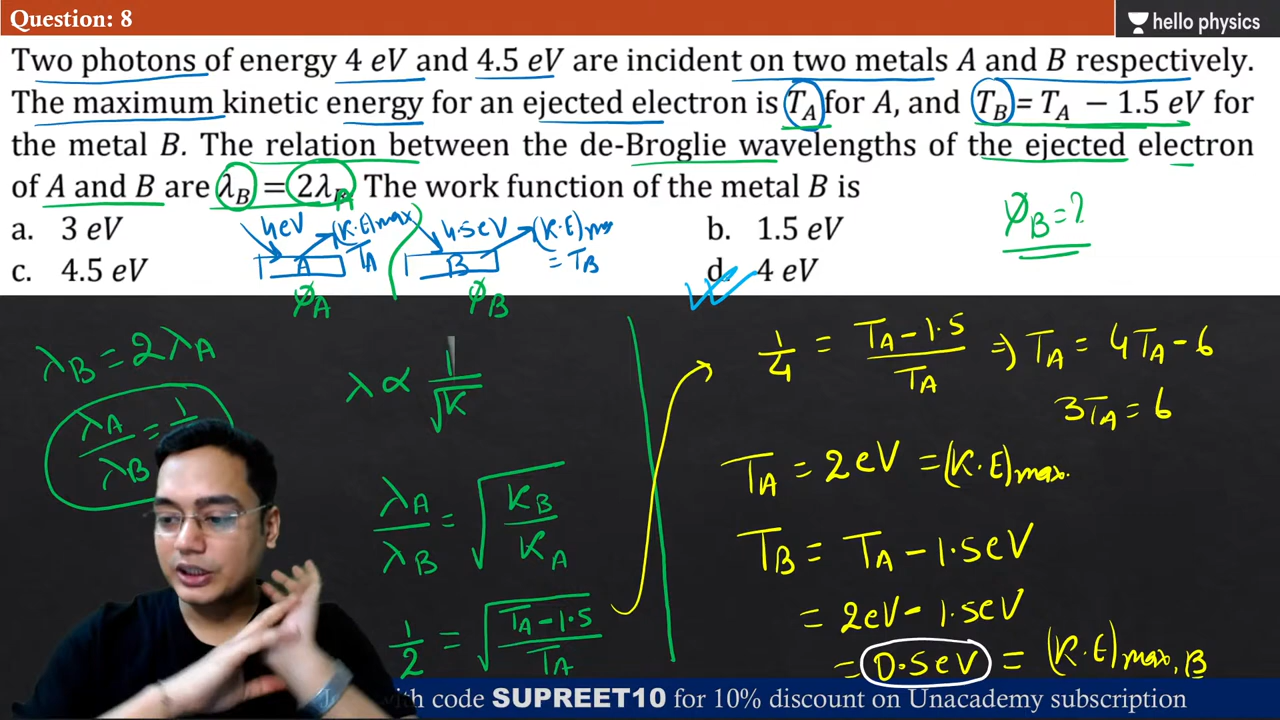 Question: 8
hello physics
Two photons of energy 4 eV and 4.5 eV are incident on two metals A and B respectively.
The maximum kinetic energy for an ejected electron is T_A for A, and T_B = T_A − 1.5 eV for
the metal B. The relation between the de-Broglie wavelengths of the ejected electron
of A and B are λ_B = 2λ_A The work function of the metal B is
a. 3 eV
b. 1.5 eV
c. 4.5 eV
d. 4 eV
4eV (K.E)max T_A
A
φ_A
4.5eV (K.E)
= T_B
B
φ_B
φ_B = ?
λ_B = 2λ_A
λ_A/λ_B = 1/
λ ∝ 1/√K
λ_A/λ_B = √(K_B/K_A)
1/2 = √((T_A − 1.5)/T_A)
1/4 = (T_A − 1.5)/T_A ⇒ T_A = 4T_A − 6
3T_A = 6
T_A = 2eV = (K.E)max.
T_B = T_A − 1.5eV
= 2eV − 1.5eV
= 0.5eV = (K.E)max, B
with code SUPREET10 for 10% discount on Unacademy subscription